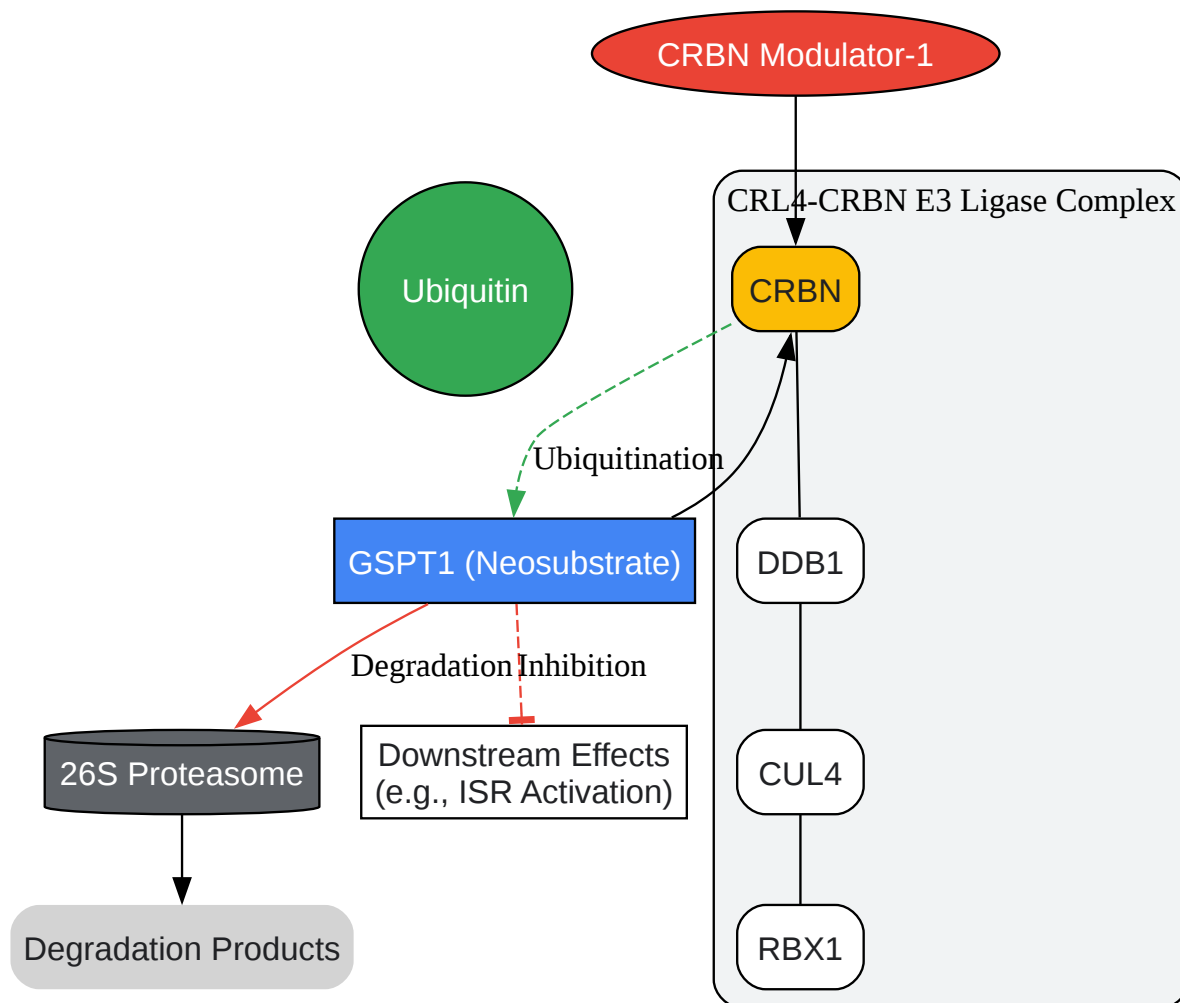 CRBN Modulator-1
CRL4-CRBN E3 Ligase Complex
Ubiquitin
CRBN
Ubiquitination
GSPT1 (Neosubstrate)
DDB1
Degradation
Inhibition
26S Proteasome
Downstream Effects
(e.g., ISR Activation)
CUL4
Degradation Products
RBX1